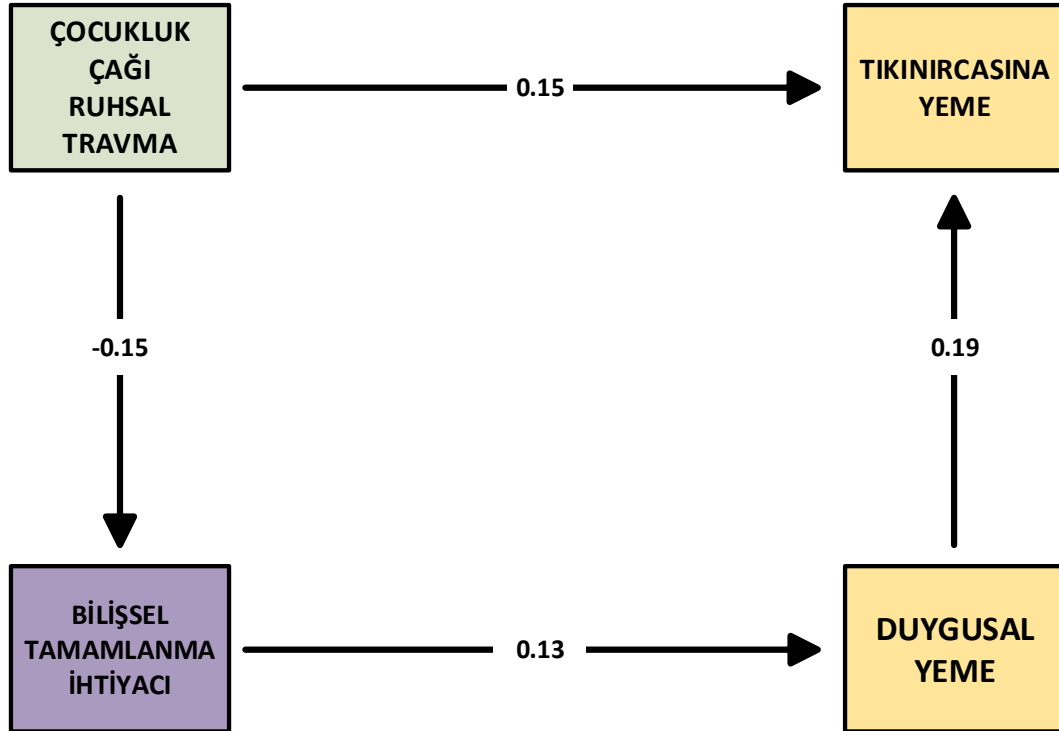 ÇOCUKLUK
ÇAĞI
RUHSAL
TRAVMA
0.15
TIKINIRCASINA
YEME
-0.15
0.19
BİLİŞSEL
TAMAMLANMA
İHTİYACI
0.13
DUYGUSAL
YEME